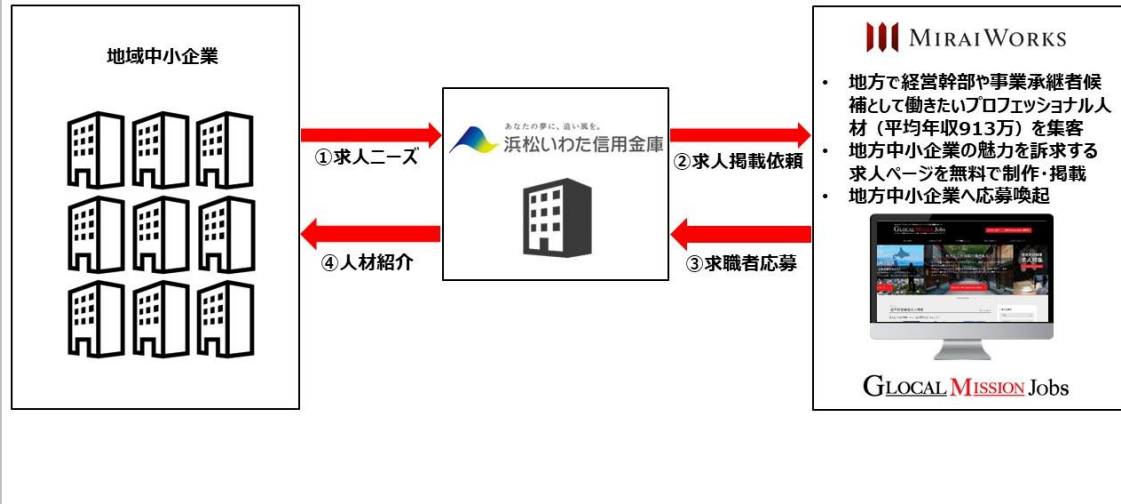 地域中小企業
①求人ニーズ
④人材紹介
あなたの夢に、追い風を。
浜松いわた信用金庫
②求人掲載依頼
③求職者応募
MIRAIWORKS
・ 地方で経営幹部や事業承継者候
補として働きたいプロフェッショナル人
材（平均年収913万）を集客
・ 地方中小企業の魅力を訴求する
求人ページを無料で制作・掲載
・ 地方中小企業へ応募喚起
GLOCAL MISSION Jobs
GLOCAL MISSION Jobs